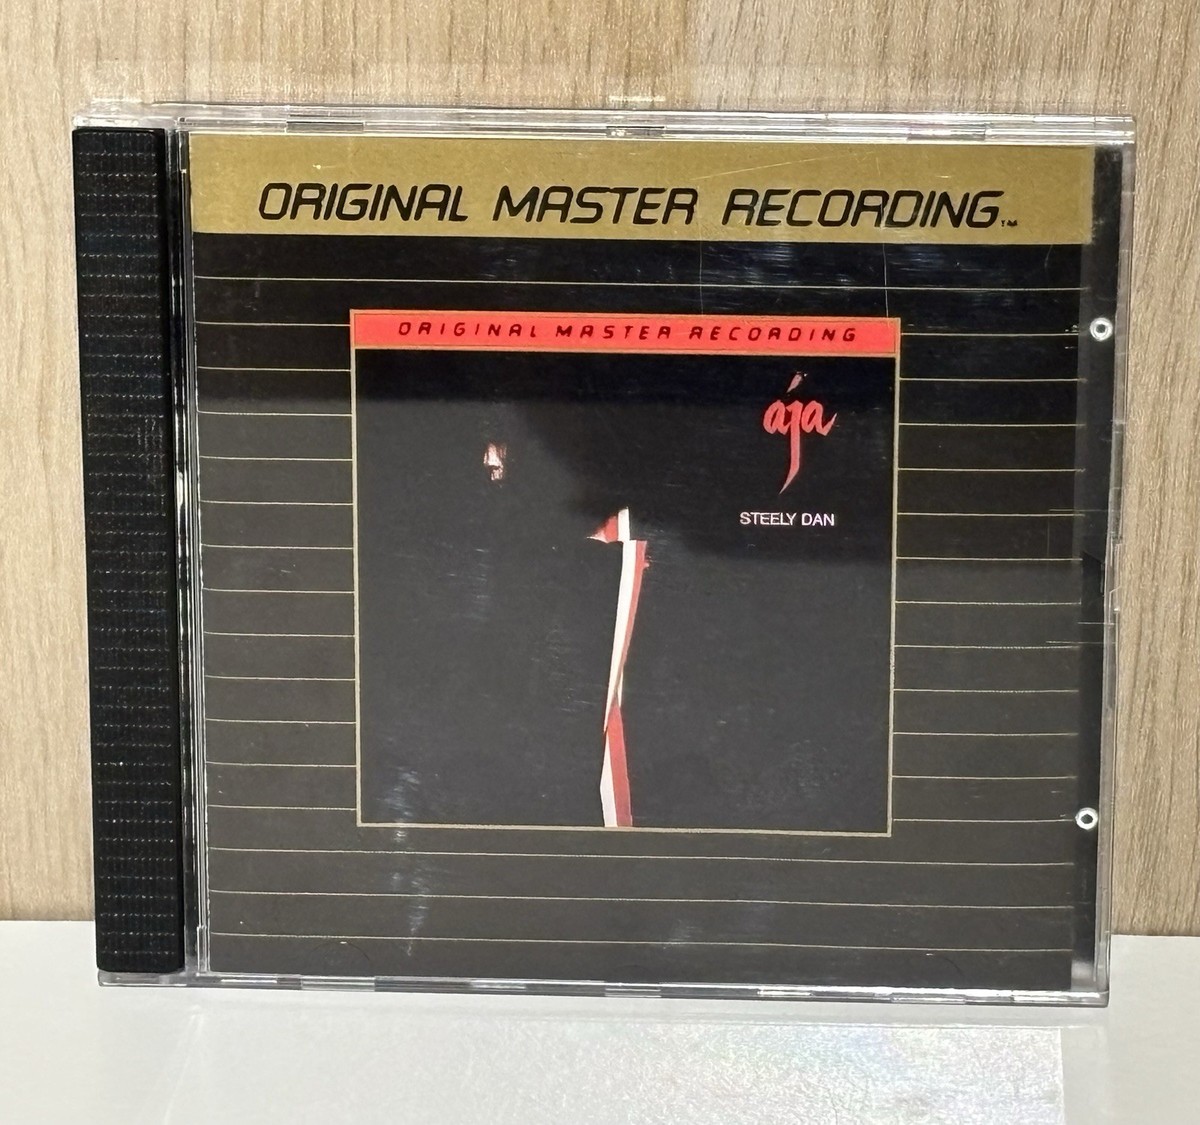 ORIGINAL MASTER RECORDING™
ORIGINAL MASTER RECORDING
aja
STEELY DAN